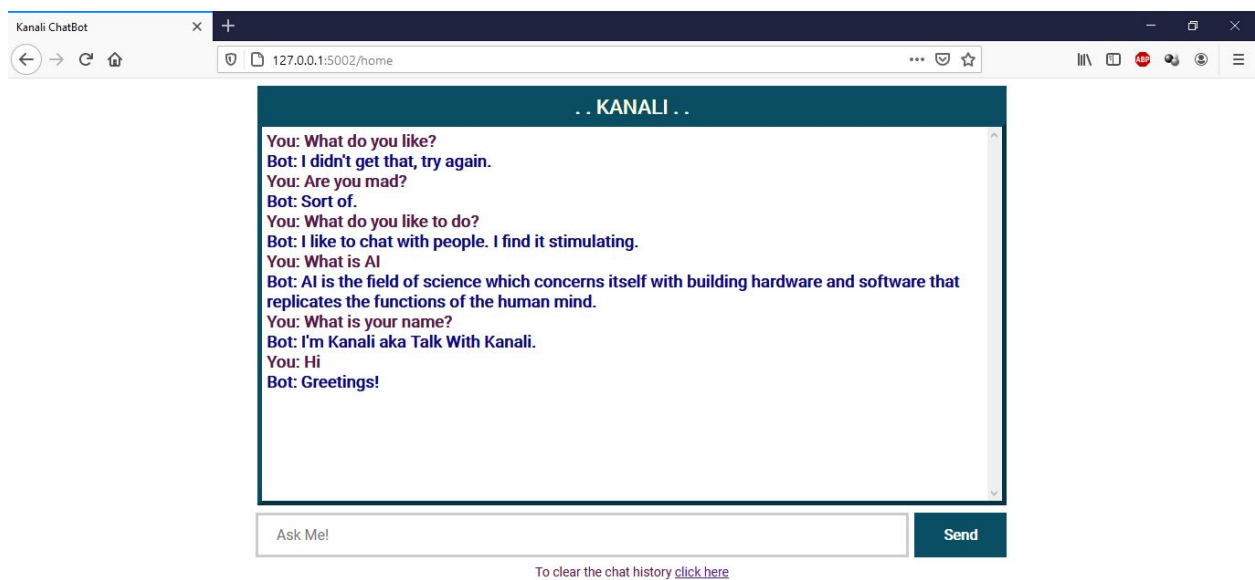 Kanali ChatBot
127.0.0.1:5002/home
ABP
. . KANALI . .
You: What do you like?
Bot: I didn't get that, try again.
You: Are you mad?
Bot: Sort of.
You: What do you like to do?
Bot: I like to chat with people. I find it stimulating.
You: What is AI
Bot: AI is the field of science which concerns itself with building hardware and software that
replicates the functions of the human mind.
You: What is your name?
Bot: I'm Kanali aka Talk With Kanali.
You: Hi
Bot: Greetings!
Ask Me!
Send
To clear the chat history click here